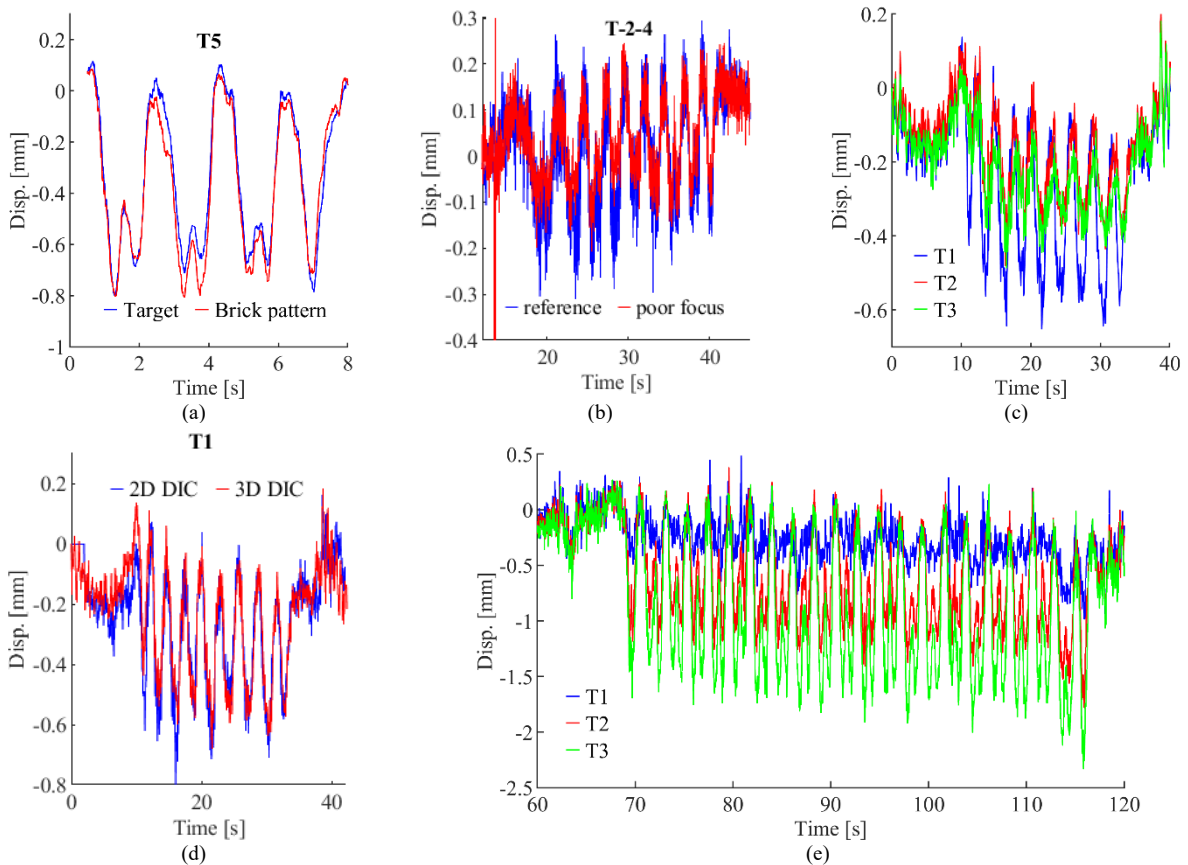 T5
0.2
0
-0.2
-0.4
-0.6
-0.8
-1
Disp. [mm]
Target Brick pattern
0 2 4 6 8
Time [s]
(a)
T-2-4
0.3
0.2
0.1
0
-0.1
-0.2
-0.3
-0.4
Disp. [mm]
reference poor focus
20 30 40
Time [s]
(b)
0.2
0
-0.2
-0.4
-0.6
Disp. [mm]
T1
T2
T3
0 10 20 30 40
Time [s]
(c)
T1
2D DIC 3D DIC
0.2
0
-0.2
-0.4
-0.6
-0.8
Disp. [mm]
0 20 40
Time [s]
(d)
0.5
0
-0.5
-1
-1.5
-2
-2.5
Disp. [mm]
T1
T2
T3
60 70 80 90 100 110 120
Time [s]
(e)